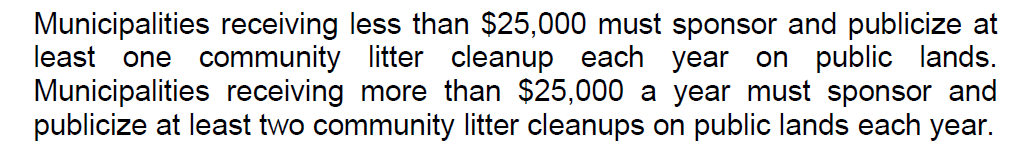 Municipalities receiving less than $25,000 must sponsor and publicize at
least one community litter cleanup each year on public lands.
Municipalities receiving more than $25,000 a year must sponsor and
publicize at least two community litter cleanups on public lands each year.